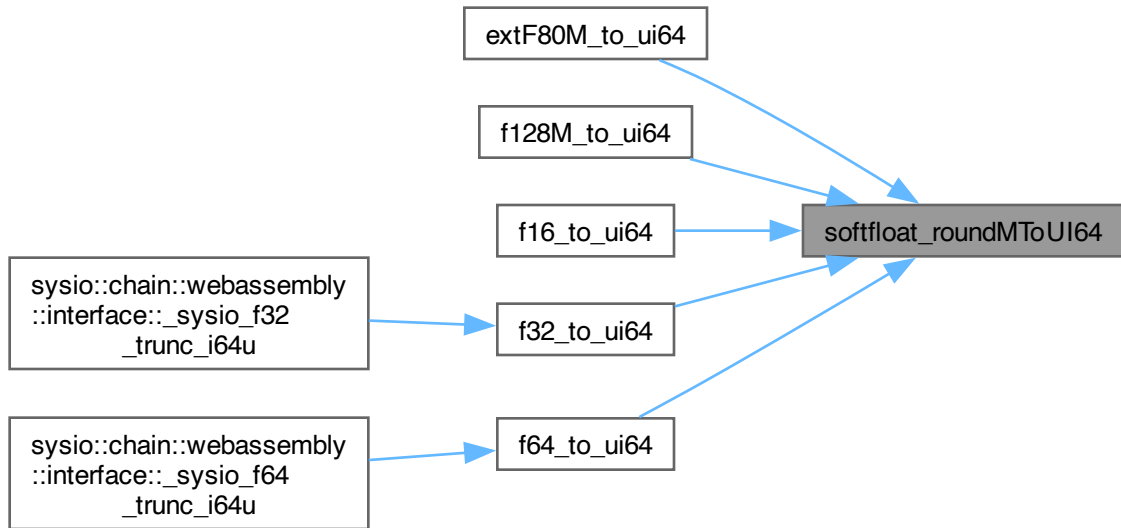 extF80M_to_ui64
f128M_to_ui64
f16_to_ui64
softfloat_roundMToUI64
sysio::chain::webassembly
::interface::_sysio_f32
_trunc_i64u
f32_to_ui64
sysio::chain::webassembly
::interface::_sysio_f64
_trunc_i64u
f64_to_ui64